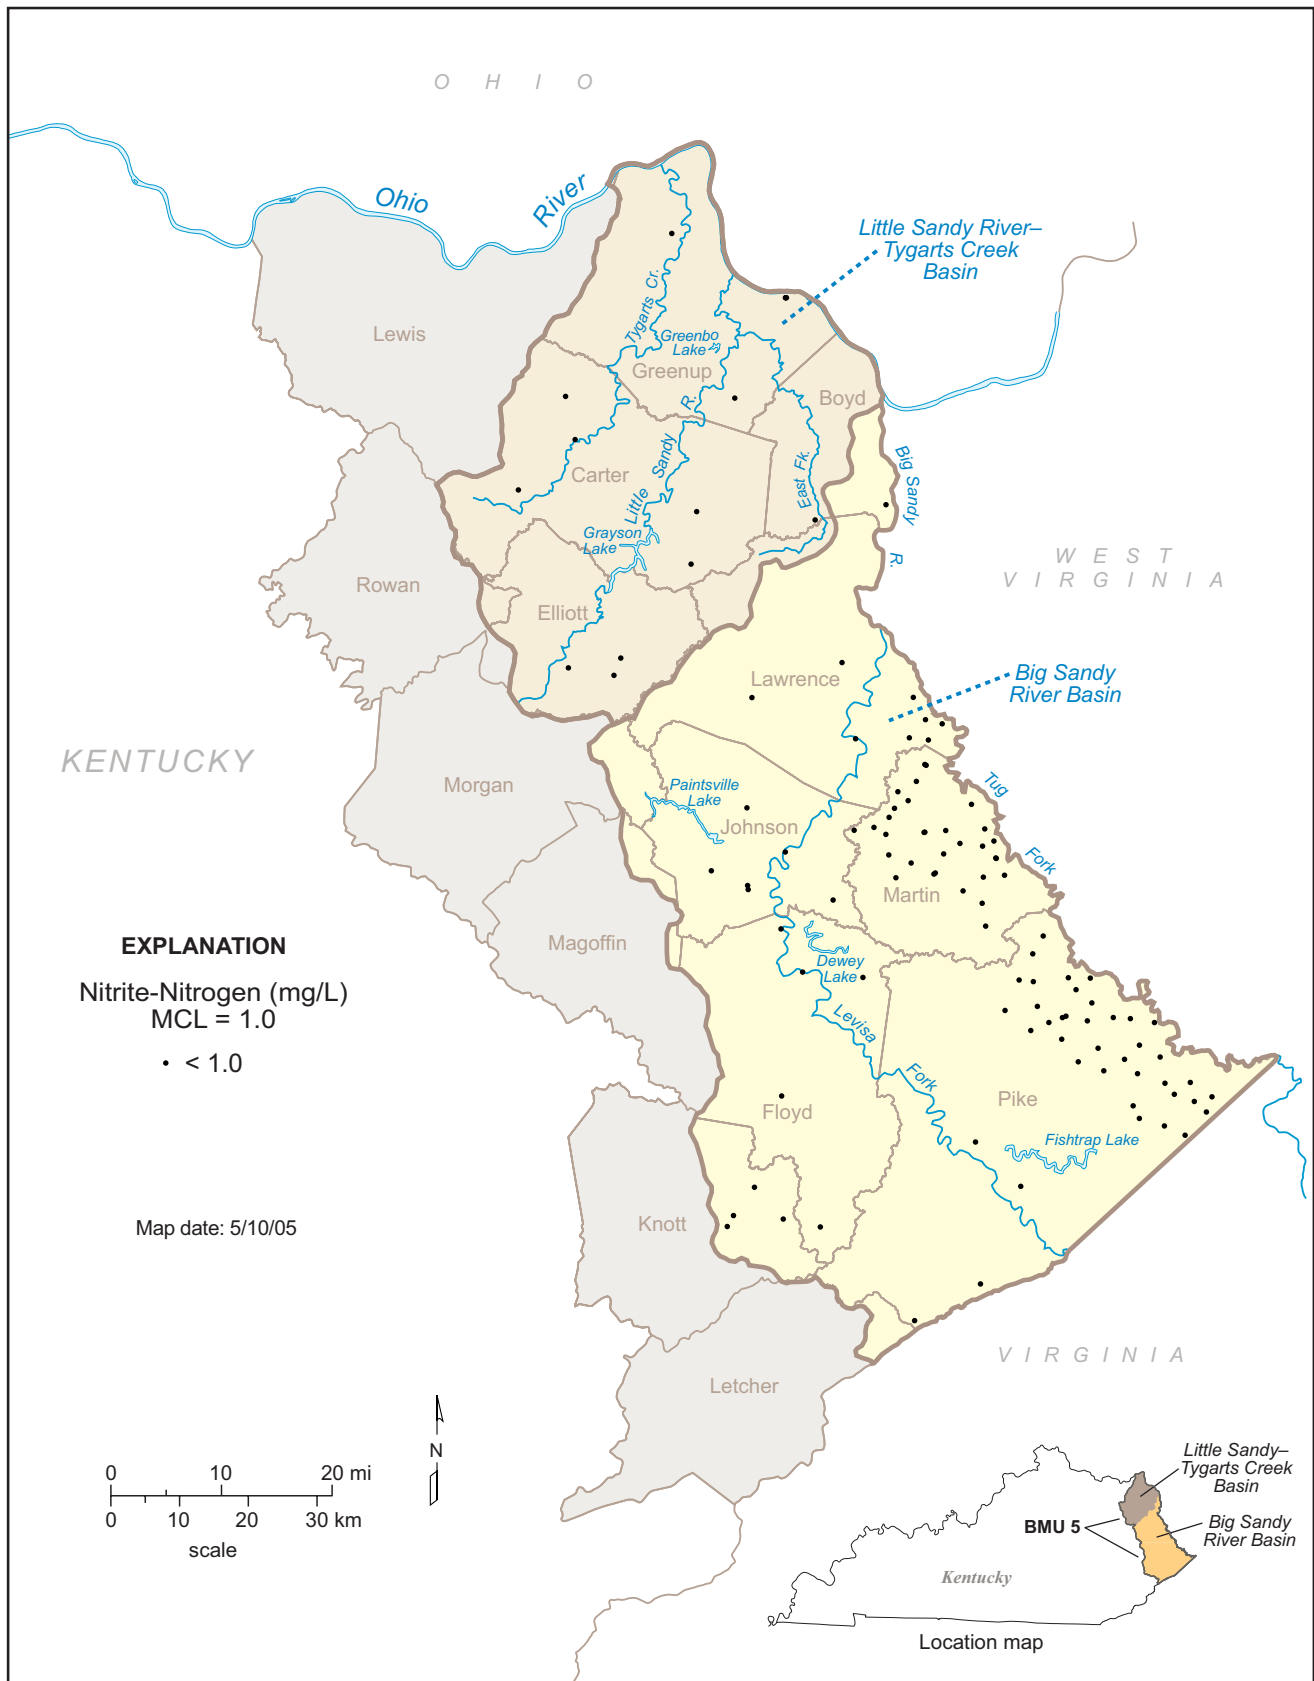 O H I O
Ohio
River
Little Sandy River–
Tygarts Creek
Basin
Tygarts Cr.
Lewis
Greenbo
Lake
Greenup
Boyd
R.
Sandy
Little
Carter
East Fk.
Big Sandy
R.
Grayson
Lake
WEST
VIRGINIA
Rowan
Elliott
Lawrence
Big Sandy
River Basin
KENTUCKY
Morgan
Paintsville
Lake
Johnson
Tug
Fork
Martin
EXPLANATION
Magoffin
Nitrite-Nitrogen (mg/L)
MCL = 1.0
• < 1.0
Dewey
Lake
Levisa
Fork
Floyd
Pike
Fishtrap Lake
Map date: 5/10/05
Knott
VIRGINIA
Letcher
N
0 10 20 mi
0 10 20 30 km
scale
Little Sandy–
Tygarts Creek
Basin
BMU 5
Big Sandy
River Basin
Kentucky
Location map